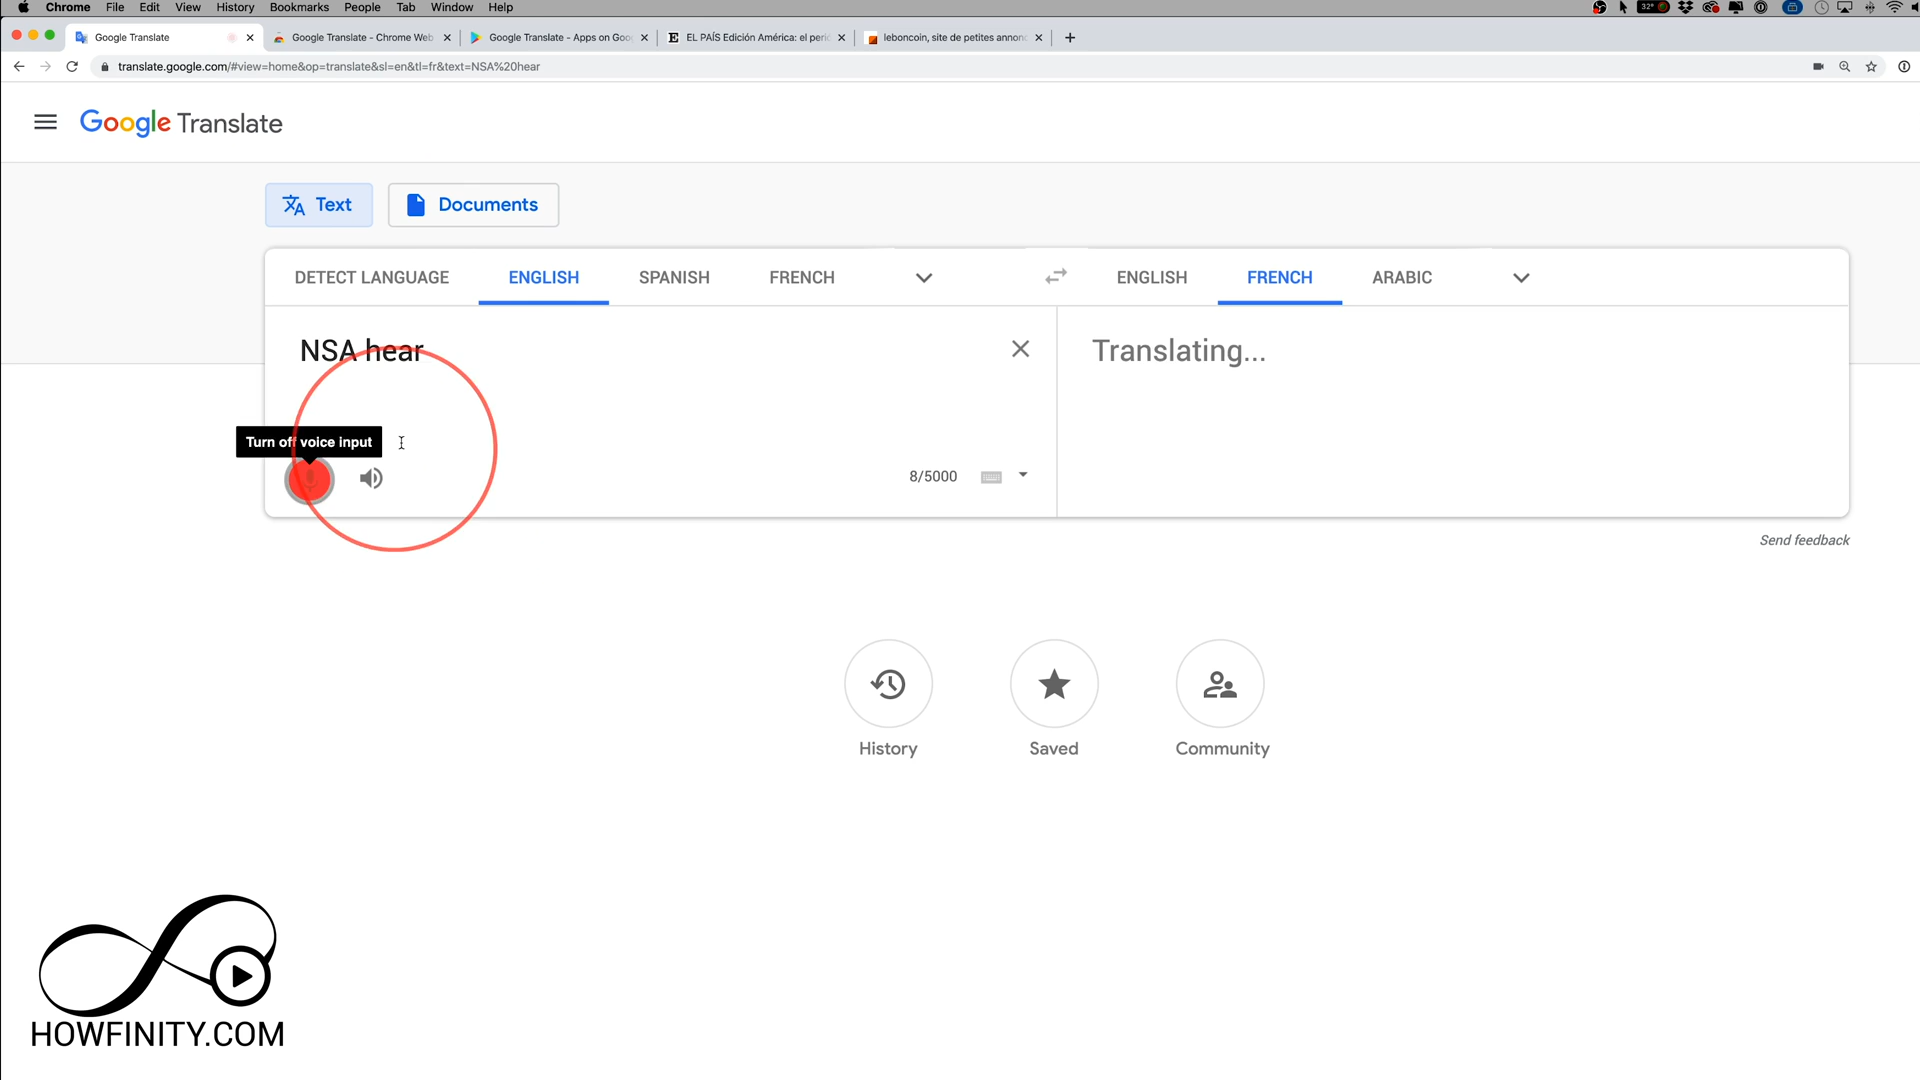 Chrome File Edit View History Bookmarks People Tab Window Help
32°
Google Translate
Google Translate - Chrome Web
Google Translate - Apps on Goo
E EL PAÍS Edición América: el peri
leboncoin, site de petites annonc
translate.google.com/#view=home&op=translate&sl=en&tl=fr&text=NSA%20hear
Google Translate
Text Documents
DETECT LANGUAGE ENGLISH SPANISH FRENCH ENGLISH FRENCH ARABIC
NSA hear Translating...
Turn off voice input
8/5000
Send feedback
History Saved Community
HOWFINITY.COM